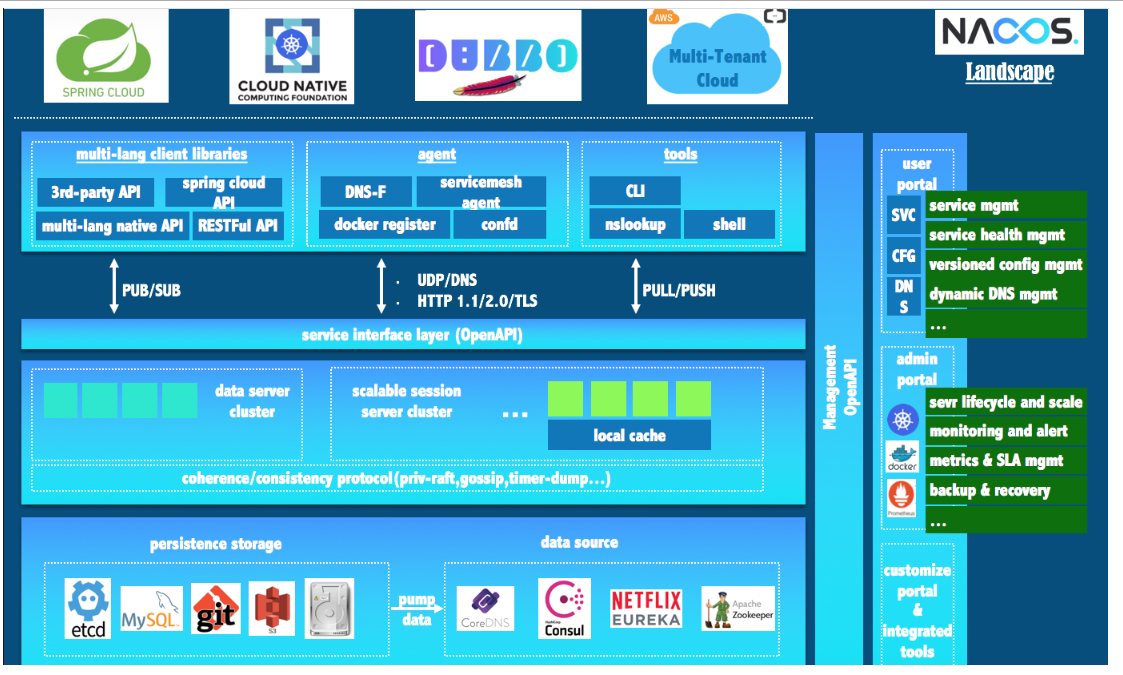 SPRING CLOUD
CLOUD NATIVE
COMPUTING FOUNDATION
DUBBO
AWS
Multi-Tenant
Cloud
NACOS.
Landscape
multi-lang client libraries
3rd-party API
spring cloud
API
multi-lang native API
RESTFul API
agent
DNS-F
servicemesh
agent
docker register
confd
tools
CLI
nslookup
shell
PUB/SUB
· UDP/DNS
· HTTP 1.1/2.0/TLS
PULL/PUSH
service interface layer (OpenAPI)
data server
cluster
scalable session
server cluster
...
local cache
coherence/consistency protocol(priv-raft,gossip,timer-dump...)
persistence storage
etcd
MySQL
git
S3
pump
data
data source
CoreDNS
HashiCorp
Consul
NETFLIX
EUREKA
Apache
Zookeeper
Management
OpenAPI
user
portal
SVC
CFG
DN
S
service mgmt
service health mgmt
versioned config mgmt
dynamic DNS mgmt
...
admin
portal
docker
Prometheus
sevr lifecycle and scale
monitoring and alert
metrics & SLA mgmt
backup & recovery
...
customize
portal
&
integrated
tools